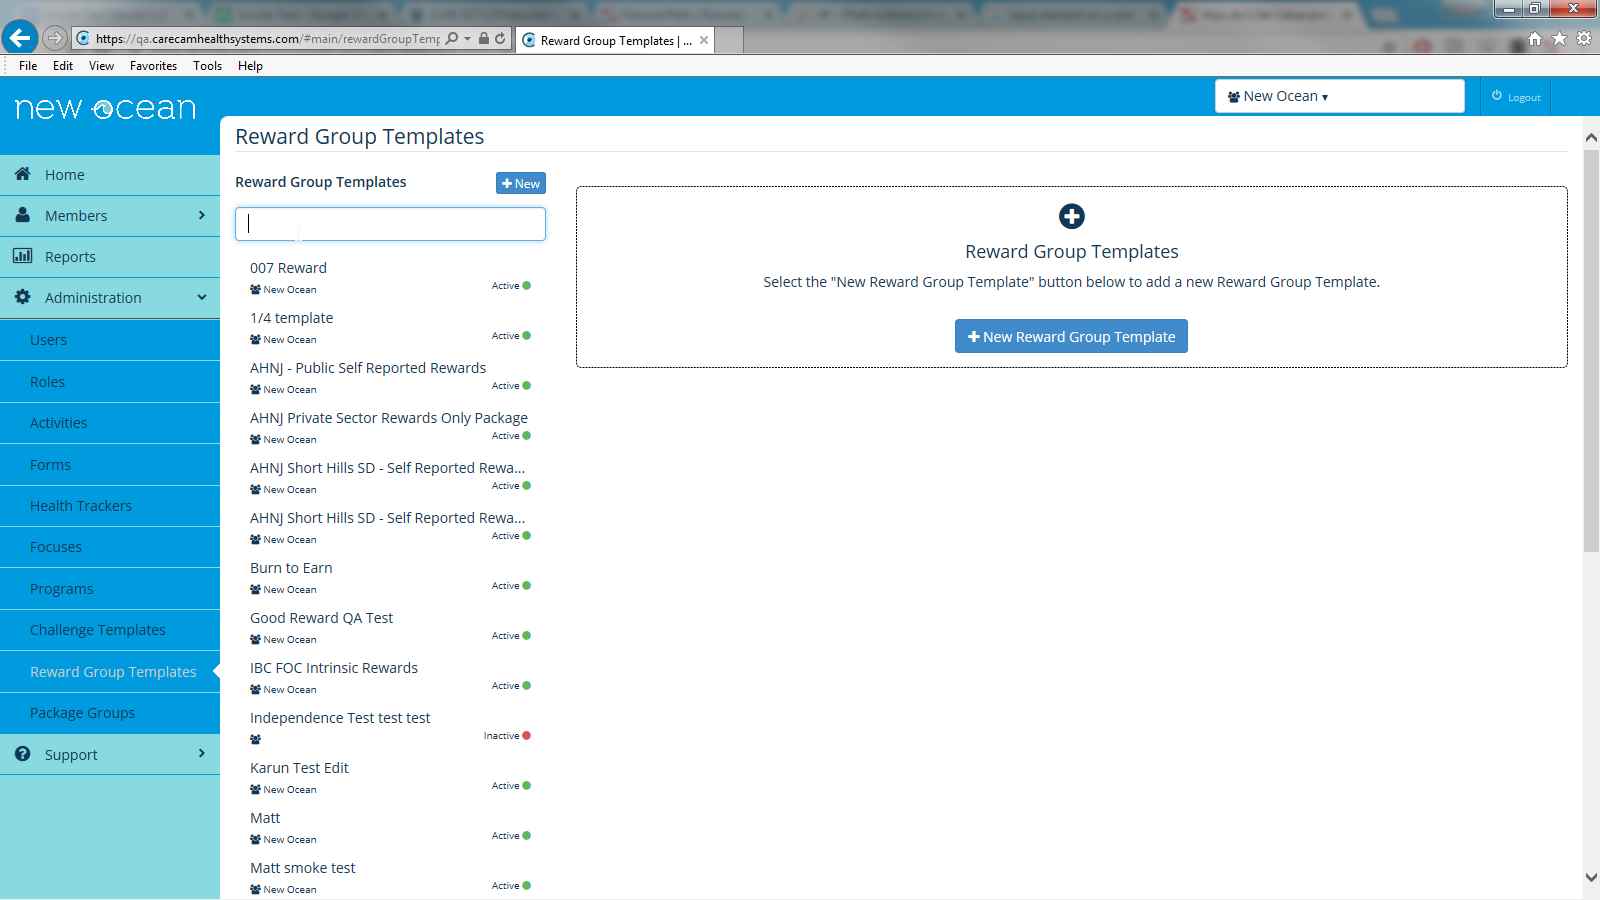 https://qa.carecamhealthsystems.com/#main/rewardGroupTemp
Reward Group Templates | ...
File Edit View Favorites Tools Help
new ocean
New Ocean
Logout
Reward Group Templates
Home
Members
Reports
Administration
Users
Roles
Activities
Forms
Health Trackers
Focuses
Programs
Challenge Templates
Reward Group Templates
Package Groups
Support
Reward Group Templates
New
007 Reward
New Ocean Active
1/4 template
New Ocean Active
AHNJ - Public Self Reported Rewards
New Ocean Active
AHNJ Private Sector Rewards Only Package
New Ocean Active
AHNJ Short Hills SD - Self Reported Rewa...
New Ocean Active
AHNJ Short Hills SD - Self Reported Rewa...
New Ocean Active
Burn to Earn
New Ocean Active
Good Reward QA Test
New Ocean Active
IBC FOC Intrinsic Rewards
New Ocean Active
Independence Test test test
Inactive
Karun Test Edit
New Ocean Active
Matt
New Ocean Active
Matt smoke test
New Ocean Active
Reward Group Templates
Select the "New Reward Group Template" button below to add a new Reward Group Template.
New Reward Group Template